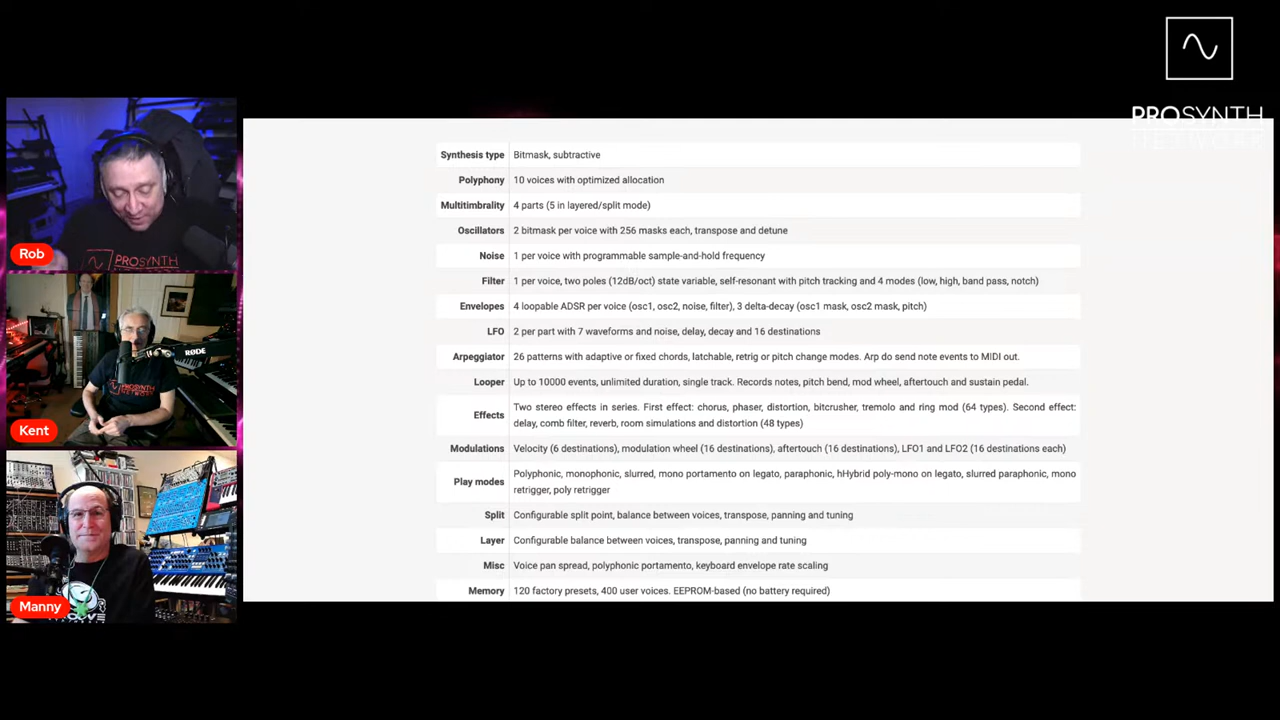 PROSYNTH
NETWORK
Synthesis type Bitmask, subtractive
Polyphony 10 voices with optimized allocation
Multitimbrality 4 parts (5 in layered/split mode)
Oscillators 2 bitmask per voice with 256 masks each, transpose and detune
Noise 1 per voice with programmable sample-and-hold frequency
Filter 1 per voice, two poles (12dB/oct) state variable, self-resonant with pitch tracking and 4 modes (low, high, band pass, notch)
Envelopes 4 loopable ADSR per voice (osc1, osc2, noise, filter), 3 delta-decay (osc1 mask, osc2 mask, pitch)
LFO 2 per part with 7 waveforms and noise, delay, decay and 16 destinations
Arpeggiator 26 patterns with adaptive or fixed chords, latchable, retrig or pitch change modes. Arp do send note events to MIDI out.
Looper Up to 10000 events, unlimited duration, single track. Records notes, pitch bend, mod wheel, aftertouch and sustain pedal.
Effects Two stereo effects in series. First effect: chorus, phaser, distortion, bitcrusher, tremolo and ring mod (64 types). Second effect:
delay, comb filter, reverb, room simulations and distortion (48 types)
Modulations Velocity (6 destinations), modulation wheel (16 destinations), aftertouch (16 destinations), LFO1 and LFO2 (16 destinations each)
Play modes Polyphonic, monophonic, slurred, mono portamento on legato, paraphonic, hHybrid poly-mono on legato, slurred paraphonic, mono
retrigger, poly retrigger
Split Configurable split point, balance between voices, transpose, panning and tuning
Layer Configurable balance between voices, transpose, panning and tuning
Misc Voice pan spread, polyphonic portamento, keyboard envelope rate scaling
Memory 120 factory presets, 400 user voices. EEPROM-based (no battery required)
PROSYNTH
Rob
RØDE
PROSYNTH
Kent
Manny